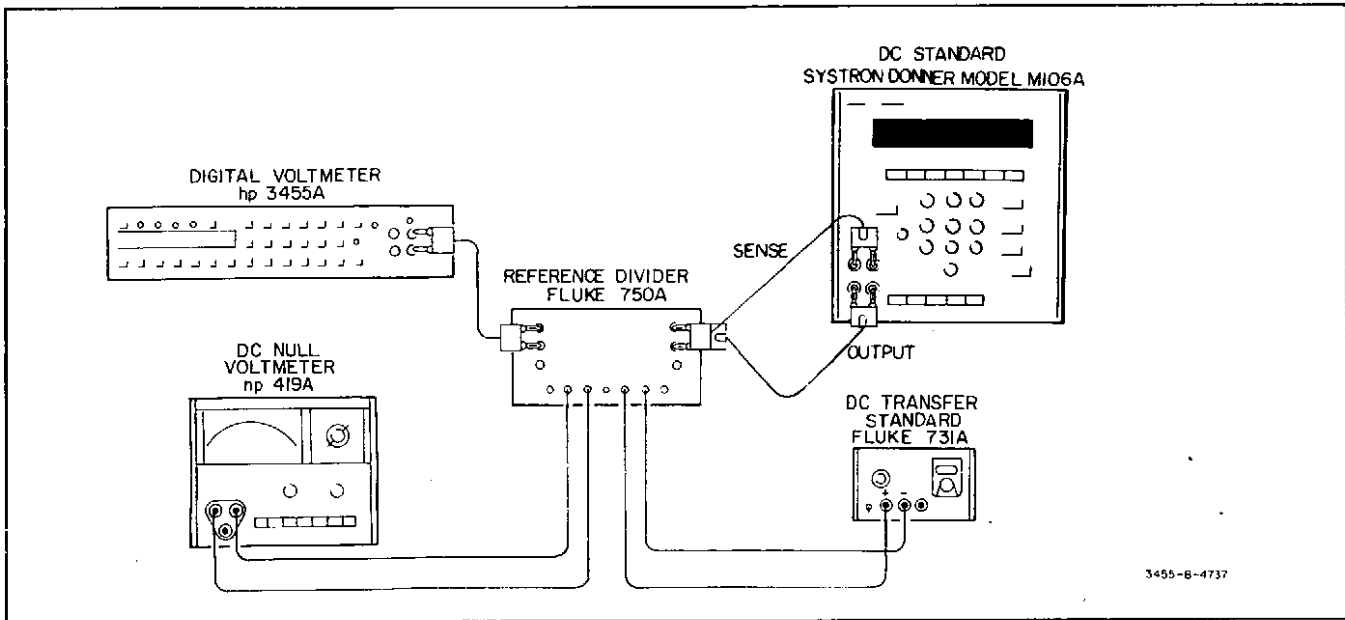 DC STANDARD
SYSTRON DONNER MODEL M106A
DIGITAL VOLTMETER
hp 3455A
SENSE
REFERENCE DIVIDER
FLUKE 750A
OUTPUT
DC NULL
VOLTMETER
hp 419A
DC TRANSFER
STANDARD
FLUKE 731A
+ −
3455-B-4737